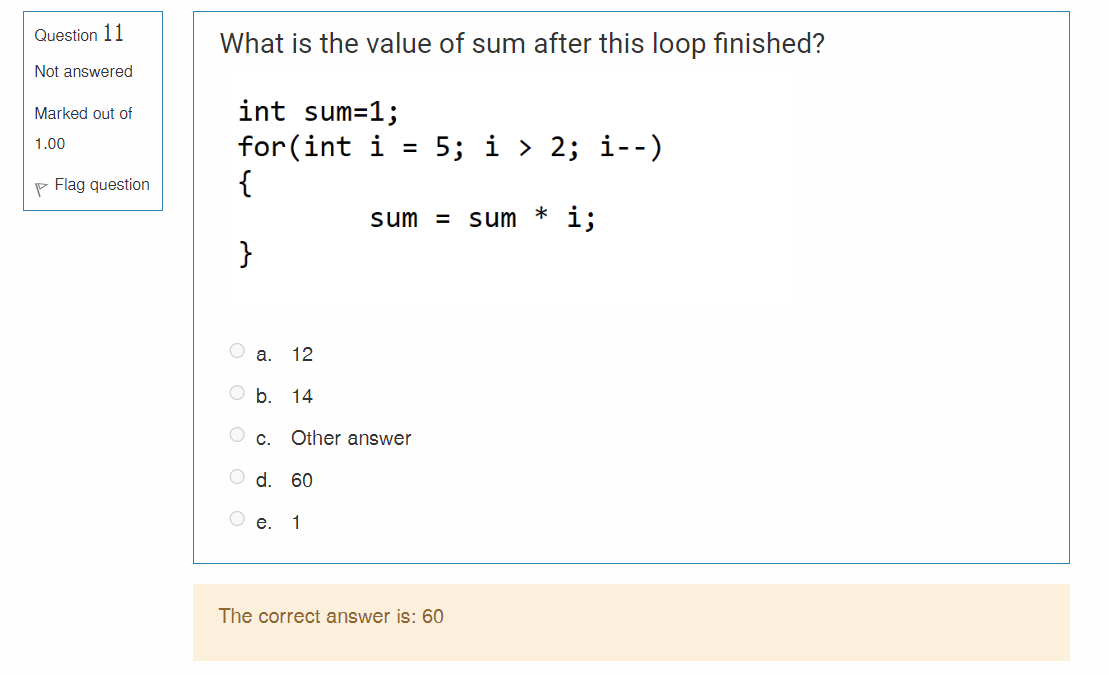 Question 11
Not answered
Marked out of
1.00
Flag question
What is the value of sum after this loop finished?
int sum=1;
for(int i = 5; i > 2; i--)
{
sum = sum * i;
}
a. 12
b. 14
c. Other answer
d. 60
e. 1
The correct answer is: 60